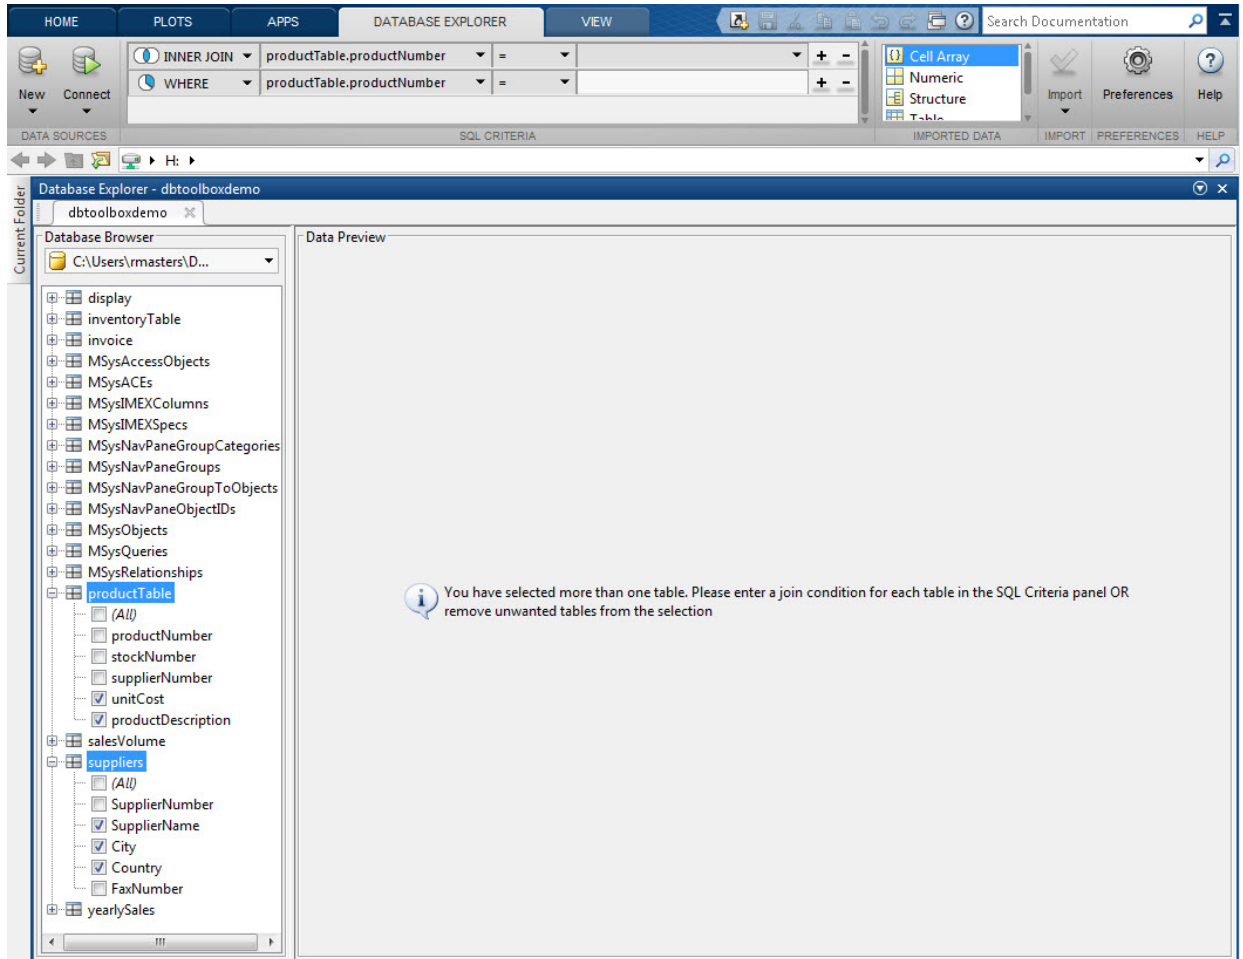 HOME PLOTS APPS DATABASE EXPLORER VIEW Search Documentation
INNER JOIN productTable.productNumber = + -
WHERE productTable.productNumber = + -
{} Cell Array
Numeric
Structure
Table
New Connect Import Preferences Help
DATA SOURCES SQL CRITERIA IMPORTED DATA IMPORT PREFERENCES HELP
H:
Current Folder
Database Explorer - dbtoolboxdemo
dbtoolboxdemo
Database Browser
C:\Users\rmasters\D...
display
inventoryTable
invoice
MSysAccessObjects
MSysACEs
MSysIMEXColumns
MSysIMEXSpecs
MSysNavPaneGroupCategories
MSysNavPaneGroups
MSysNavPaneGroupToObjects
MSysNavPaneObjectIDs
MSysObjects
MSysQueries
MSysRelationships
productTable
(All)
productNumber
stockNumber
supplierNumber
unitCost
productDescription
salesVolume
suppliers
(All)
SupplierNumber
SupplierName
City
Country
FaxNumber
yearlySales
Data Preview
You have selected more than one table. Please enter a join condition for each table in the SQL Criteria panel OR
remove unwanted tables from the selection